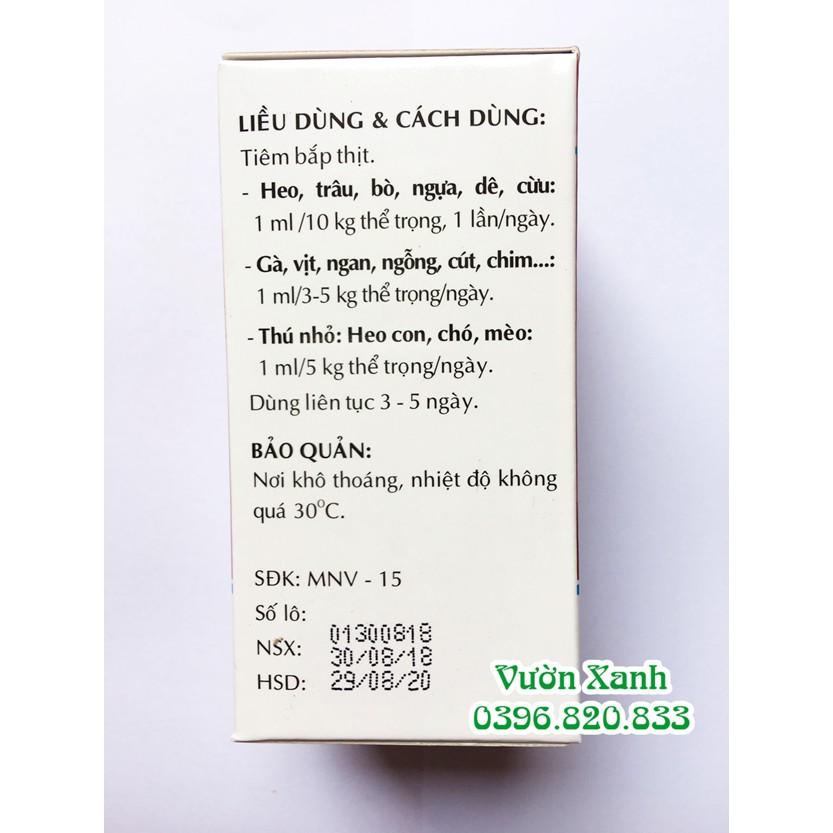 LIỀU DÙNG & CÁCH DÙNG:
Tiêm bắp thịt.
- Heo, trâu, bò, ngựa, dê, cừu:
1 ml /10 kg thể trọng, 1 lần/ngày.
- Gà, vịt, ngan, ngỗng, cút, chim...:
1 ml/3-5 kg thể trọng/ngày.
- Thú nhỏ: Heo con, chó, mèo:
1 ml/5 kg thể trọng/ngày.
Dùng liên tục 3 - 5 ngày.
BẢO QUẢN:
Nơi khô thoáng, nhiệt độ không
quá 30⁰C.
SĐK: MNV - 15
Số lô: 01300818
NSX: 30/08/18
HSD: 29/08/20
Vườn Xanh
0396.820.833